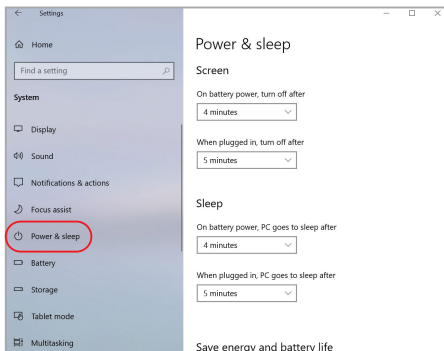 Settings
Home
Find a setting
System
Display
Sound
Notifications & actions
Focus assist
Power & sleep
Battery
Storage
Tablet mode
Multitasking
Power & sleep
Screen
On battery power, turn off after
4 minutes
When plugged in, turn off after
5 minutes
Sleep
On battery power, PC goes to sleep after
4 minutes
When plugged in, PC goes to sleep after
5 minutes
Save energy and battery life